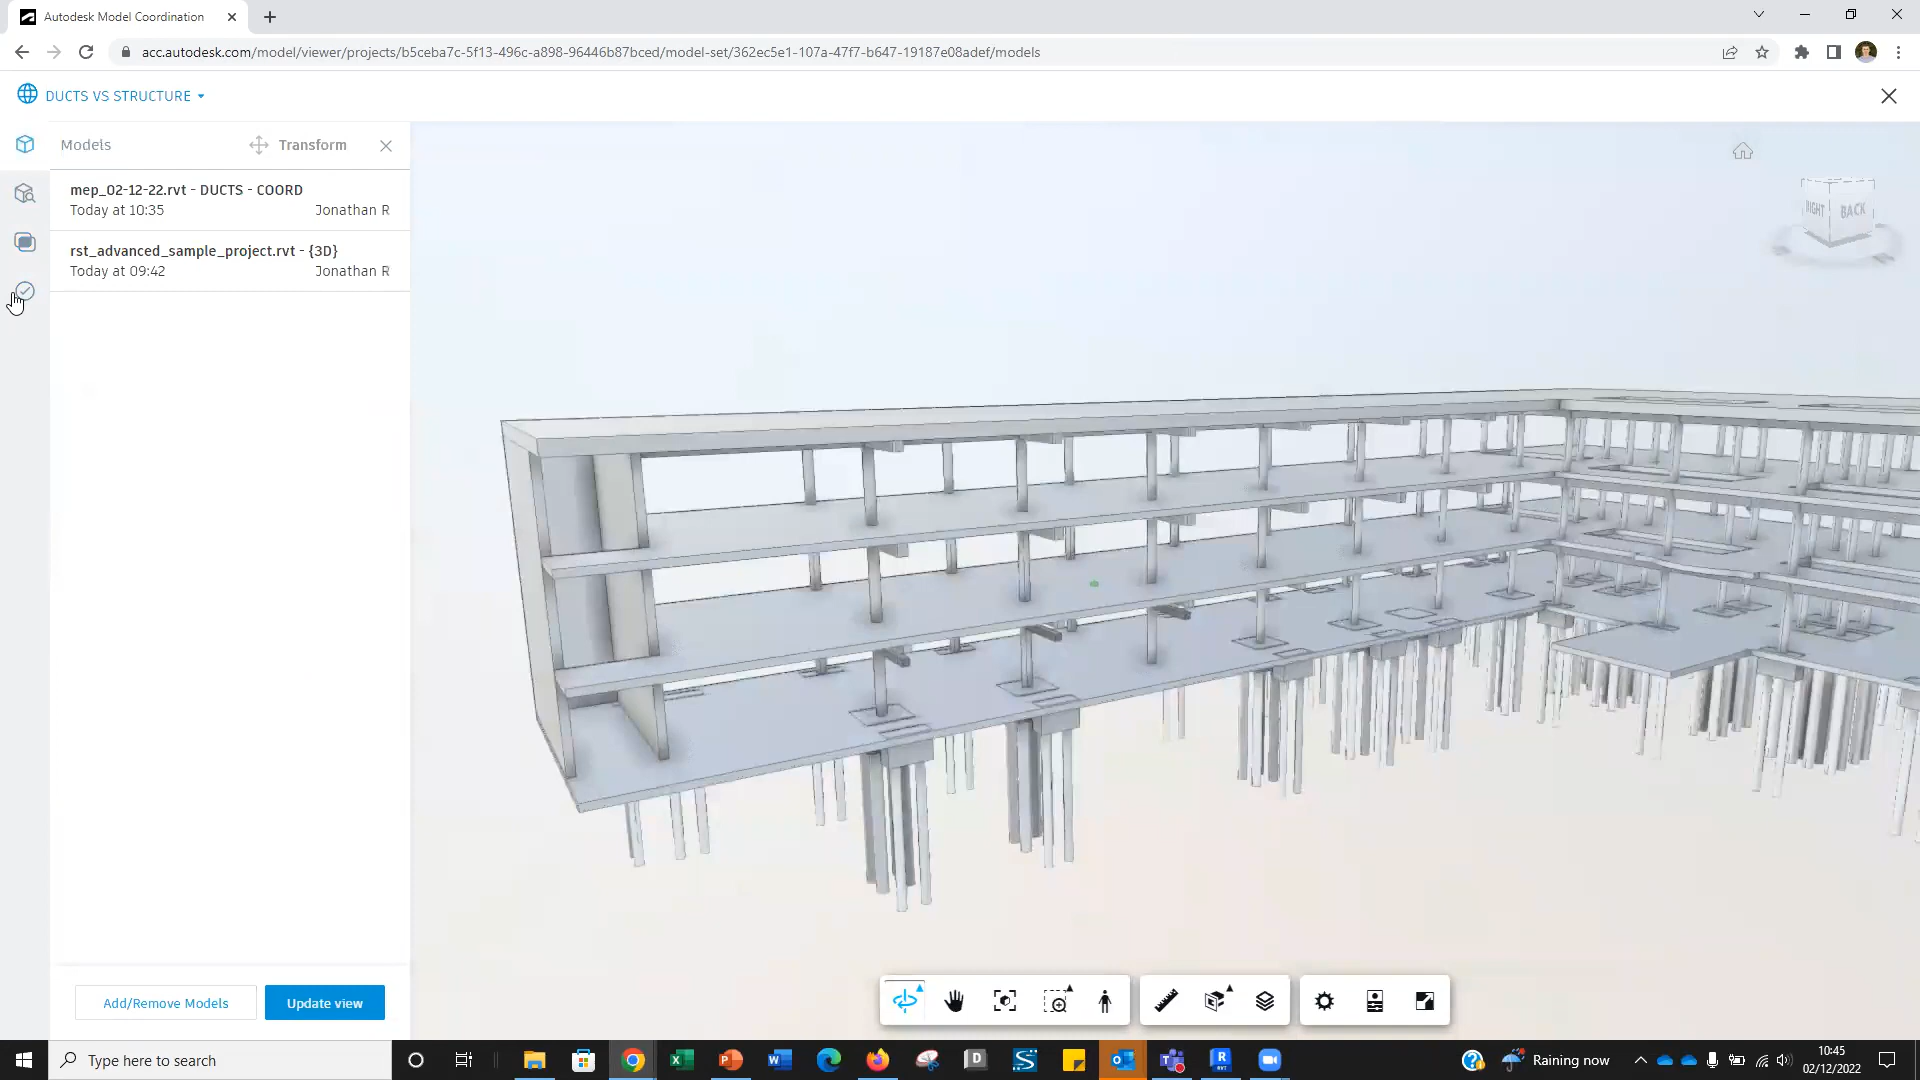 Autodesk Model Coordination
acc.autodesk.com/model/viewer/projects/b5ceba7c-5f13-496c-a898-96446b87bced/model-set/362ec5e1-107a-47f7-b647-19187e08adef/models
DUCTS VS STRUCTURE
Models
Transform
mep_02-12-22.rvt - DUCTS - COORD
Today at 10:35
Jonathan R
rst_advanced_sample_project.rvt - {3D}
Today at 09:42
Jonathan R
RIGHT
BACK
Add/Remove Models
Update view
Type here to search
Raining now
10:45
02/12/2022